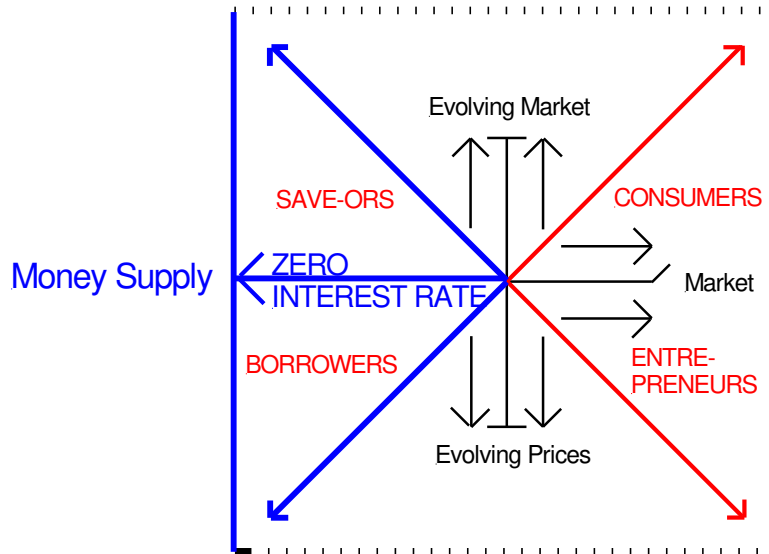 Evolving Market
SAVE-ORS
CONSUMERS
ZERO
INTEREST RATE
Money Supply
Market
BORROWERS
ENTRE-
PRENEURS
Evolving Prices